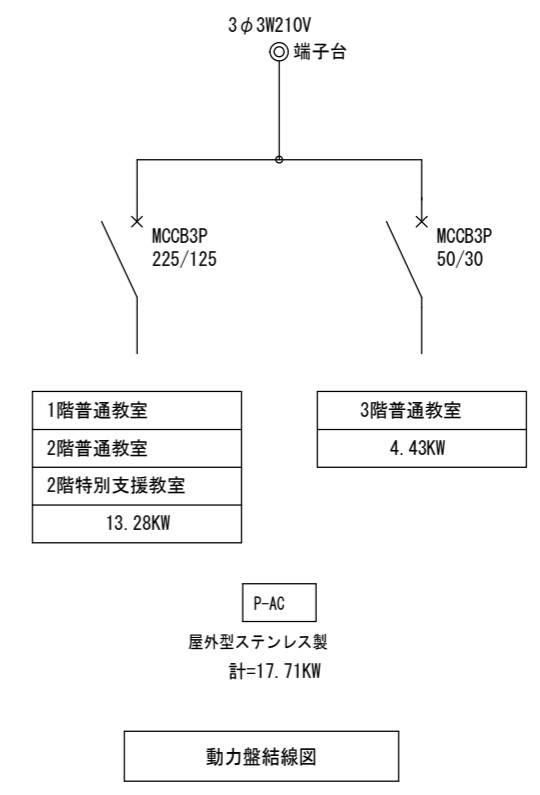 3φ3W210V
端子台
MCCB3P
225/125
MCCB3P
50/30
1階普通教室
2階普通教室
2階特別支援教室
13.28KW
3階普通教室
4.43KW
P-AC
屋外型ステンレス製
計=17.71KW
動力盤結線図